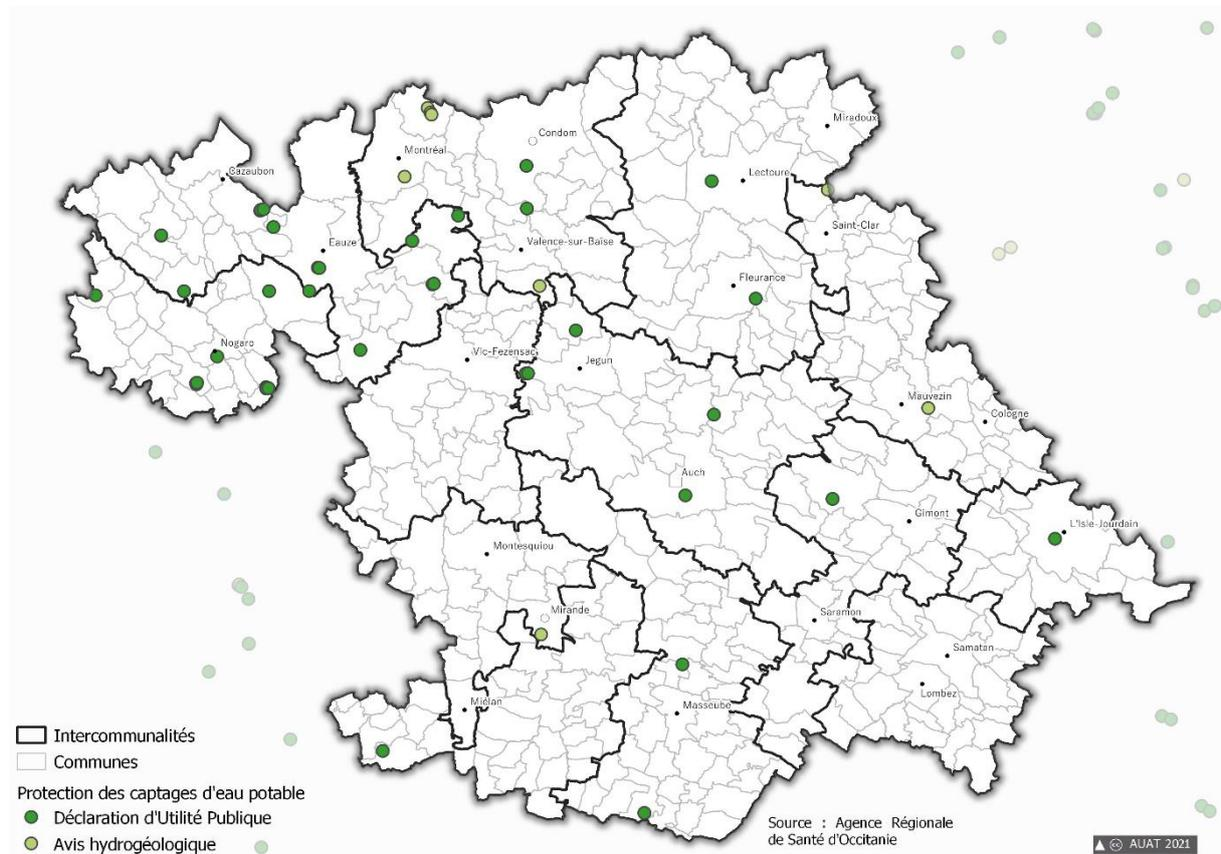 Condom
Miradoux
Montréal
Cazaubon
Lectoure
Saint-Clar
Eauze
Valence-sur-Baïse
Fleurance
Nogaro
Vic-Fezensac
Jegun
Mauvezin
Cologne
Auch
Gimont
L'Isle-Jourdain
Montesquiou
Mirande
Saramon
Samatan
Lombez
Miélan
Masseube
Intercommunalités
Communes
Protection des captages d'eau potable
Déclaration d'Utilité Publique
Avis hydrogéologique
Source : Agence Régionale
de Santé d'Occitanie
AUAT 2021